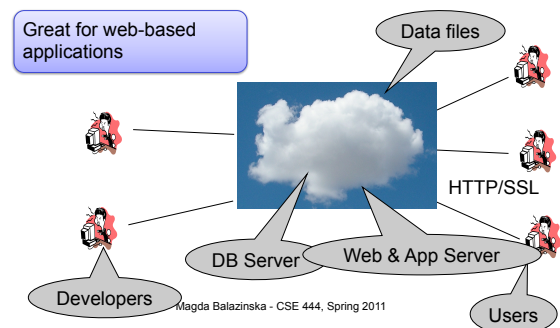 Great for web-based
applications
Data files
HTTP/SSL
DB Server
Web & App Server
Developers
Magda Balazinska - CSE 444, Spring 2011
Users